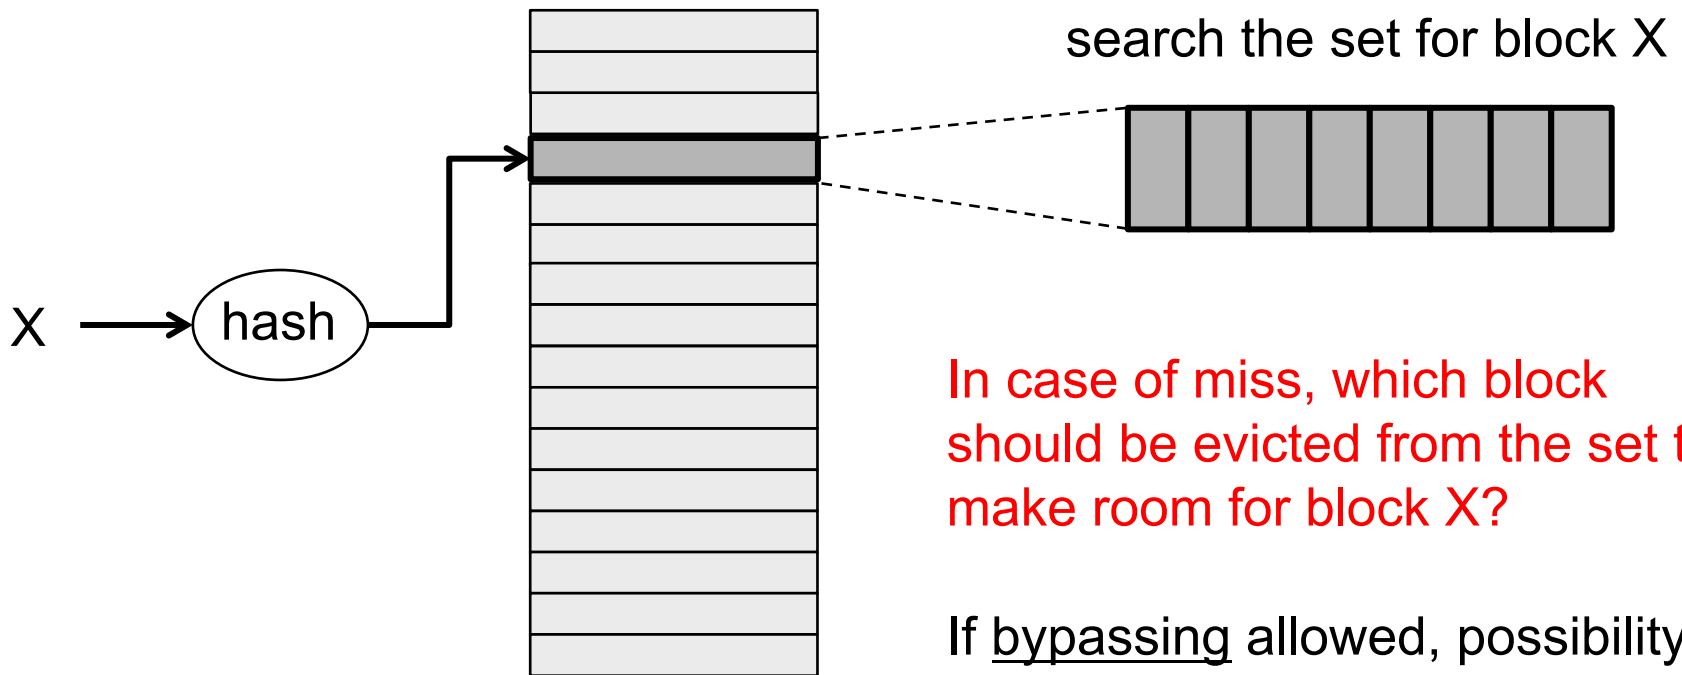 search the set for block X
X
hash
In case of miss, which block
should be evicted from the set t
make room for block X?
If bypassing allowed, possibility